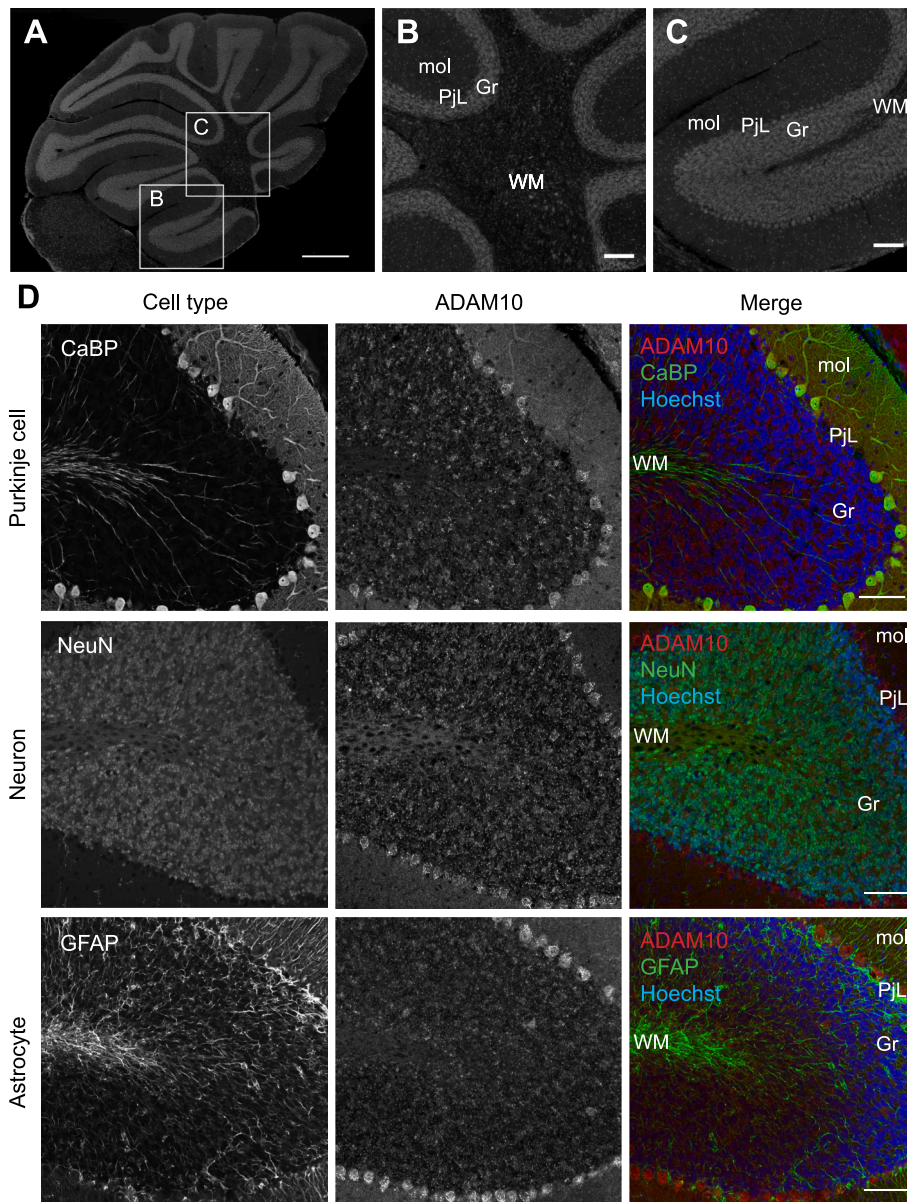 A
C
B
B
mol
PjL
Gr
WM
C
mol
PjL
Gr
WM
D
Cell type
ADAM10
Merge
Purkinje cell
CaBP
ADAM10
CaBP
Hoechst
mol
PjL
WM
Gr
Neuron
NeuN
ADAM10
NeuN
Hoechst
mol
PjL
WM
Gr
Astrocyte
GFAP
ADAM10
GFAP
Hoechst
mol
PjL
WM
Gr